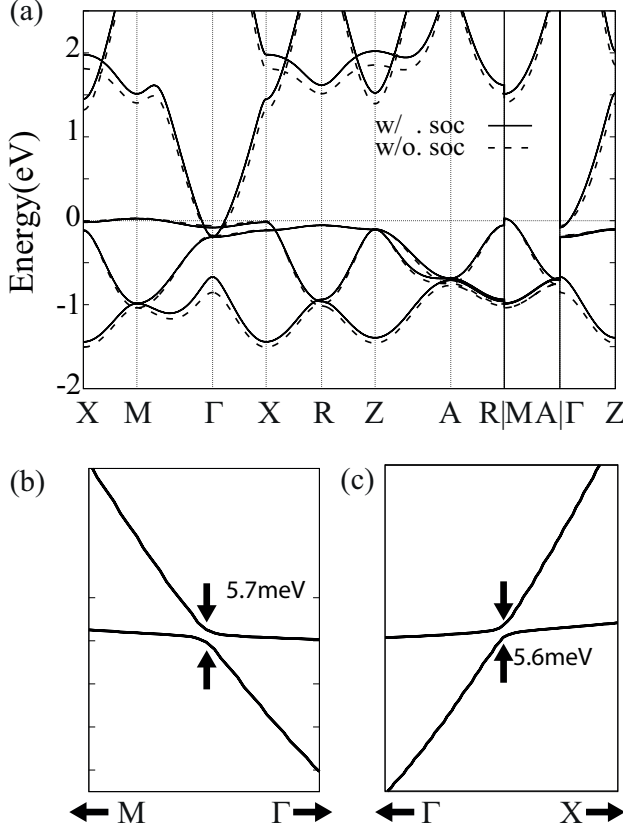 (a)
Energy(eV)
2
1
0
-1
-2
w/ . soc
w/o. soc
X M Γ X R Z A R|MA|Γ Z
(b)
5.7meV
M Γ
(c)
5.6meV
Γ X